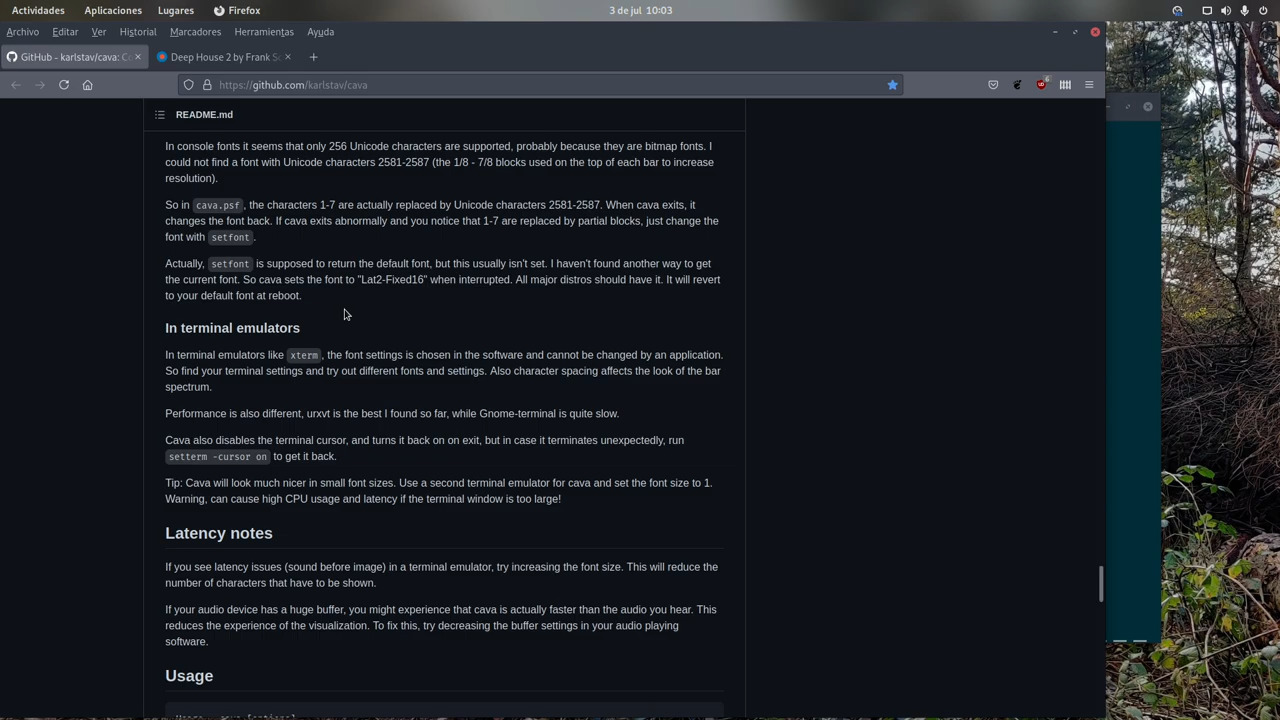 Actividades Aplicaciones Lugares Firefox 3 de jul 10:03
Archivo Editar Ver Historial Marcadores Herramientas Ayuda
GitHub - karlstav/cava: Co Deep House 2 by Frank Sc
https://github.com/karlstav/cava 6
README.md
In console fonts it seems that only 256 Unicode characters are supported, probably because they are bitmap fonts. I
could not find a font with Unicode characters 2581-2587 (the 1/8 - 7/8 blocks used on the top of each bar to increase
resolution).
So in cava.psf, the characters 1-7 are actually replaced by Unicode characters 2581-2587. When cava exits, it
changes the font back. If cava exits abnormally and you notice that 1-7 are replaced by partial blocks, just change the
font with setfont.
Actually, setfont is supposed to return the default font, but this usually isn't set. I haven't found another way to get
the current font. So cava sets the font to "Lat2-Fixed16" when interrupted. All major distros should have it. It will revert
to your default font at reboot.
In terminal emulators
In terminal emulators like xterm, the font settings is chosen in the software and cannot be changed by an application.
So find your terminal settings and try out different fonts and settings. Also character spacing affects the look of the bar
spectrum.
Performance is also different, urxvt is the best I found so far, while Gnome-terminal is quite slow.
Cava also disables the terminal cursor, and turns it back on on exit, but in case it terminates unexpectedly, run
setterm -cursor on to get it back.
Tip: Cava will look much nicer in small font sizes. Use a second terminal emulator for cava and set the font size to 1.
Warning, can cause high CPU usage and latency if the terminal window is too large!
Latency notes
If you see latency issues (sound before image) in a terminal emulator, try increasing the font size. This will reduce the
number of characters that have to be shown.
If your audio device has a huge buffer, you might experience that cava is actually faster than the audio you hear. This
reduces the experience of the visualization. To fix this, try decreasing the buffer settings in your audio playing
software.
Usage